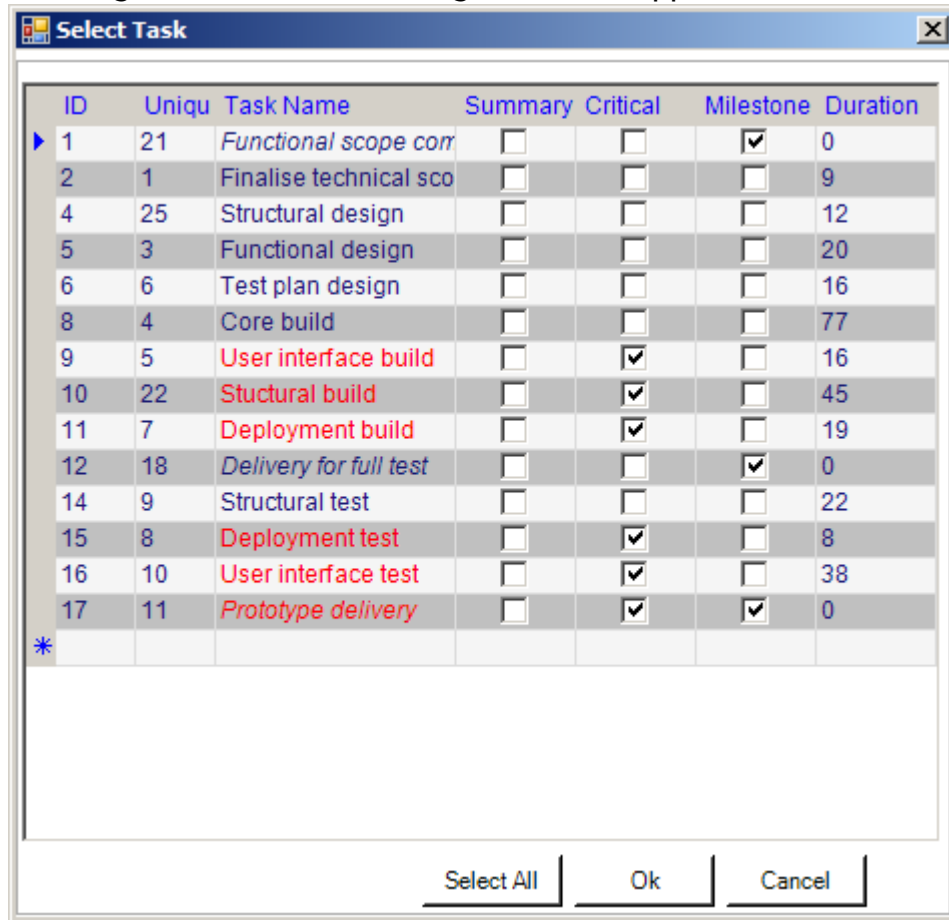 Select Task
ID Uniqu Task Name Summary Critical Milestone Duration
1 21 Functional scope com 0
2 1 Finalise technical sco 9
4 25 Structural design 12
5 3 Functional design 20
6 6 Test plan design 16
8 4 Core build 77
9 5 User interface build 16
10 22 Stuctural build 45
11 7 Deployment build 19
12 18 Delivery for full test 0
14 9 Structural test 22
15 8 Deployment test 8
16 10 User interface test 38
17 11 Prototype delivery 0
Select All Ok Cancel